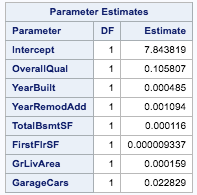 Parameter Estimates
Parameter DF Estimate
Intercept 1 7.843819
OverallQual 1 0.105807
YearBuilt 1 0.000485
YearRemodAdd 1 0.001094
TotalBsmtSF 1 0.000116
FirstFlrSF 1 0.000009337
GrLivArea 1 0.000159
GarageCars 1 0.022829